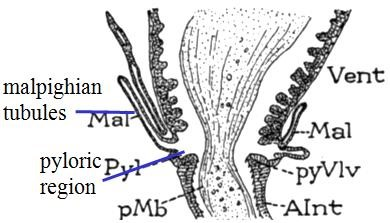 Vent
malpighian
tubules
Mal
Mal
pyloric
region
Pyl
pyVlv
pMb
AInt